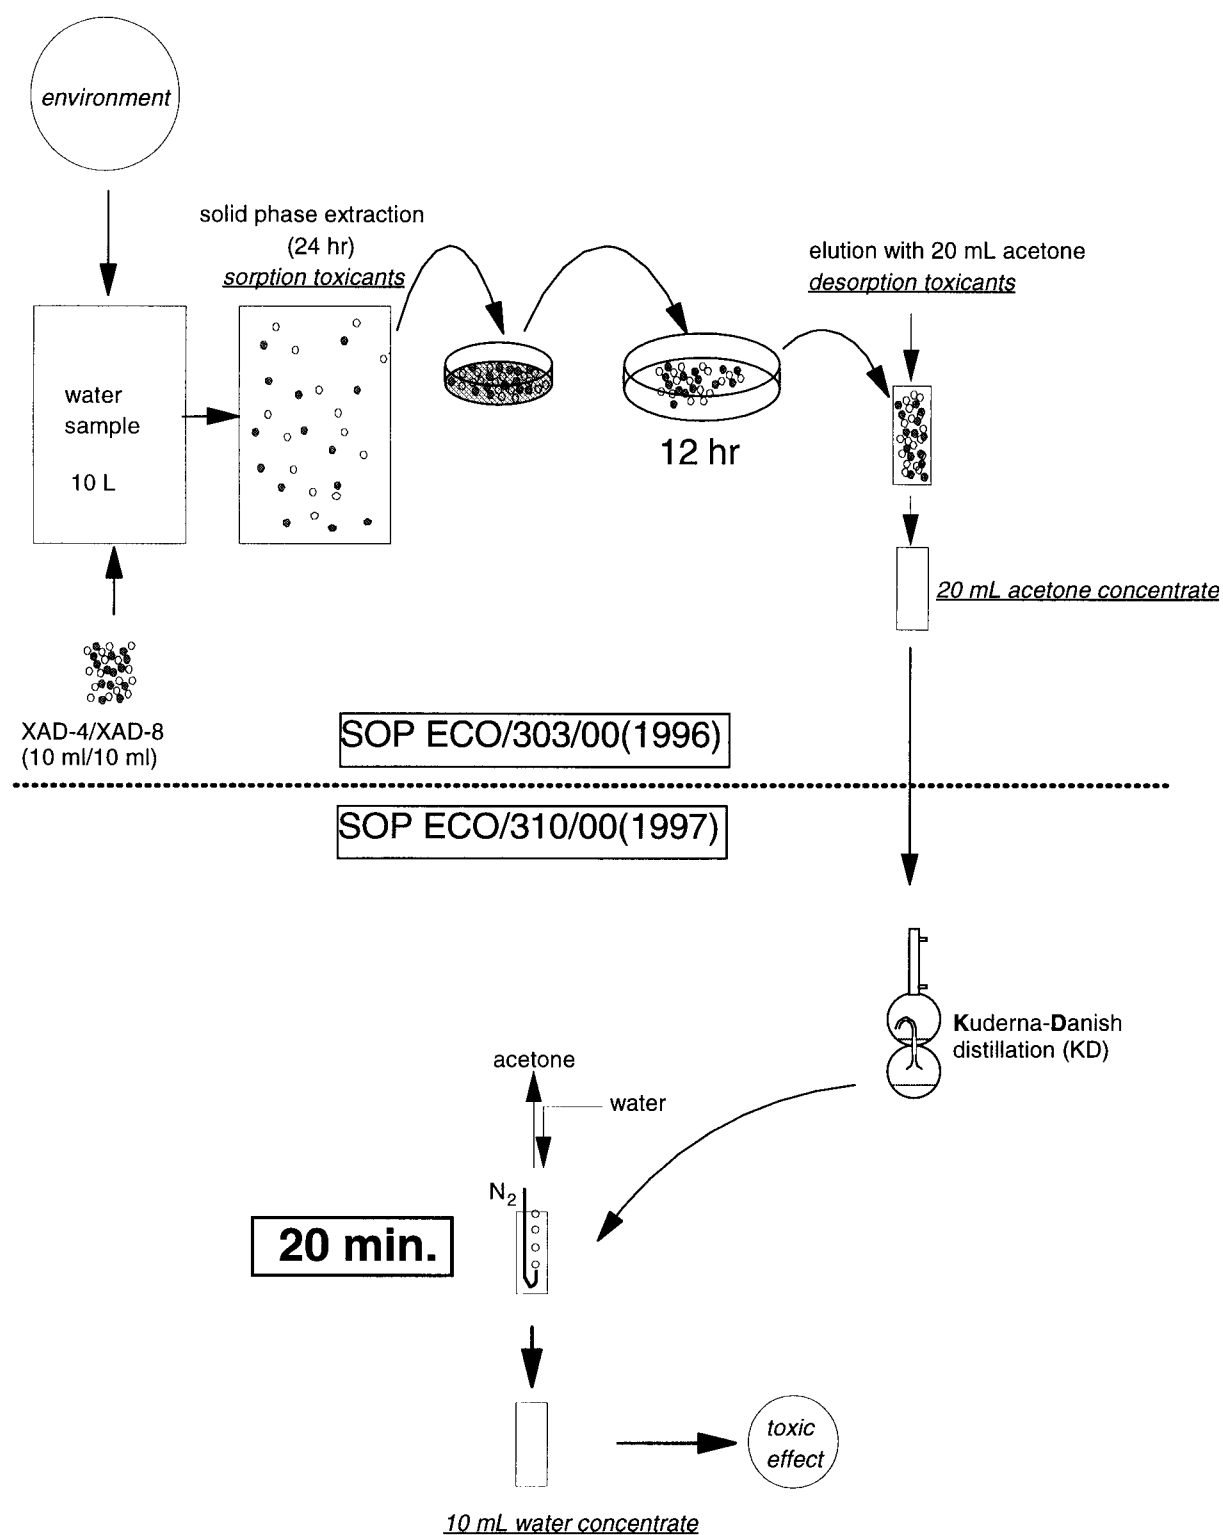 environment
solid phase extraction
(24 hr)
sorption toxicants
elution with 20 mL acetone
desorption toxicants
water
sample
10 L
12 hr
20 mL acetone concentrate
XAD-4/XAD-8
(10 ml/10 ml)
SOP ECO/303/00(1996)
SOP ECO/310/00(1997)
Kuderna-Danish
distillation (KD)
acetone
water
N2
20 min.
toxic
effect
10 mL water concentrate